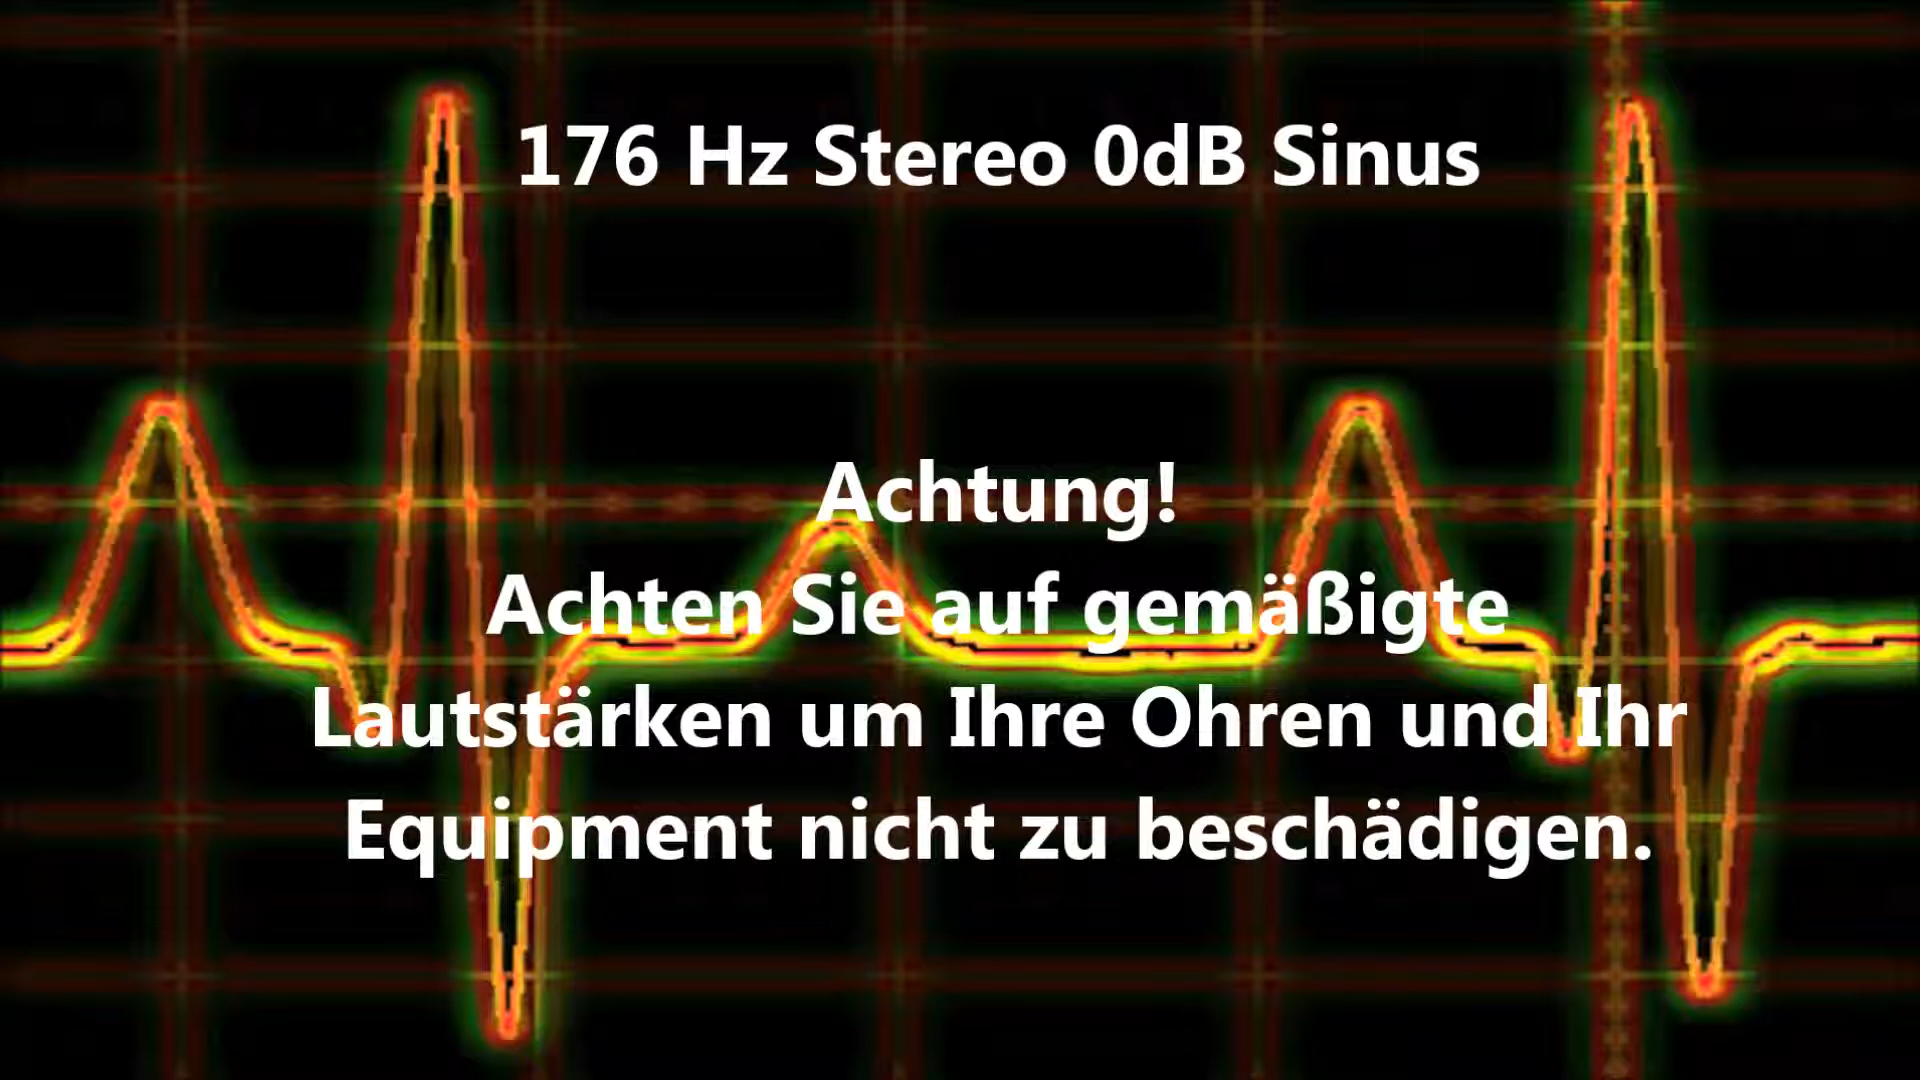 176 Hz Stereo 0dB Sinus
Achtung!
Achten Sie auf gemäßigte
Lautstärken um Ihre Ohren und Ihr
Equipment nicht zu beschädigen.